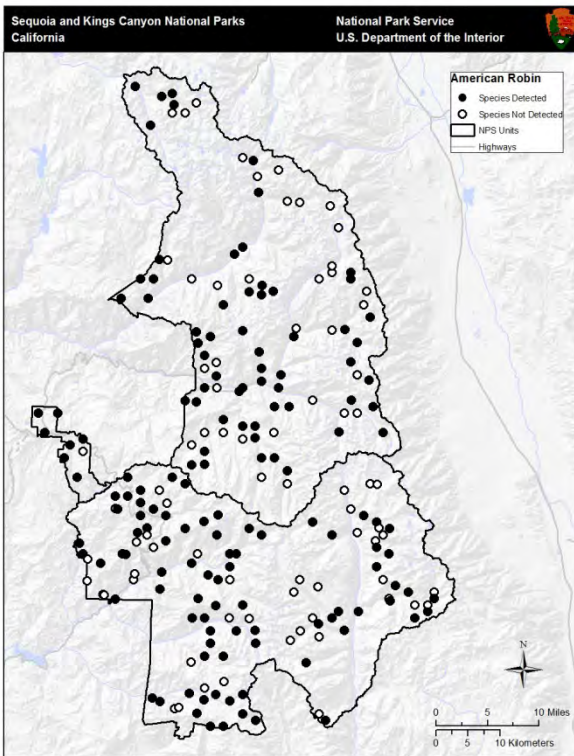 Sequoia and Kings Canyon National Parks
California
National Park Service
U.S. Department of the Interior
American Robin
Species Detected
Species Not Detected
NPS Units
Highways
N
0 5 10 Miles
0 5 10 Kilometers